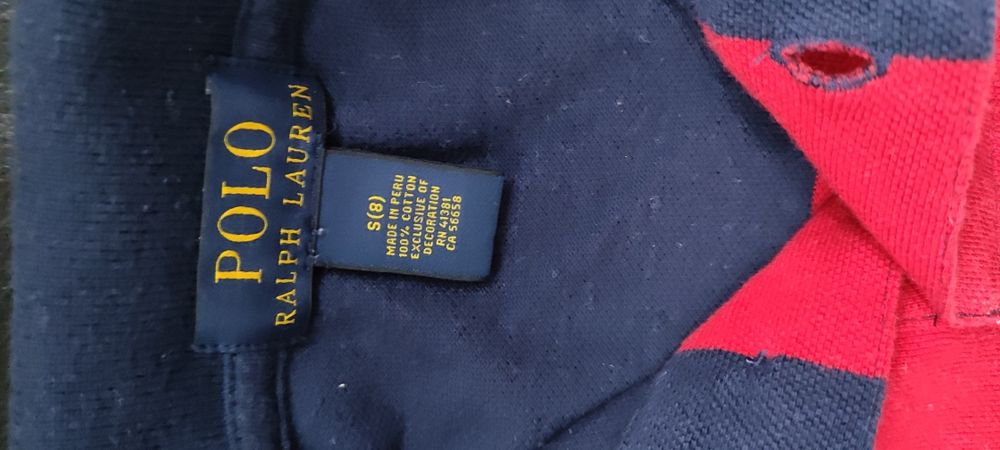 POLO
RALPH LAUREN
S(8)
MADE IN PERU
100% COTTON
EXCLUSIVE OF
DECORATION
RN 41381
CA 56658